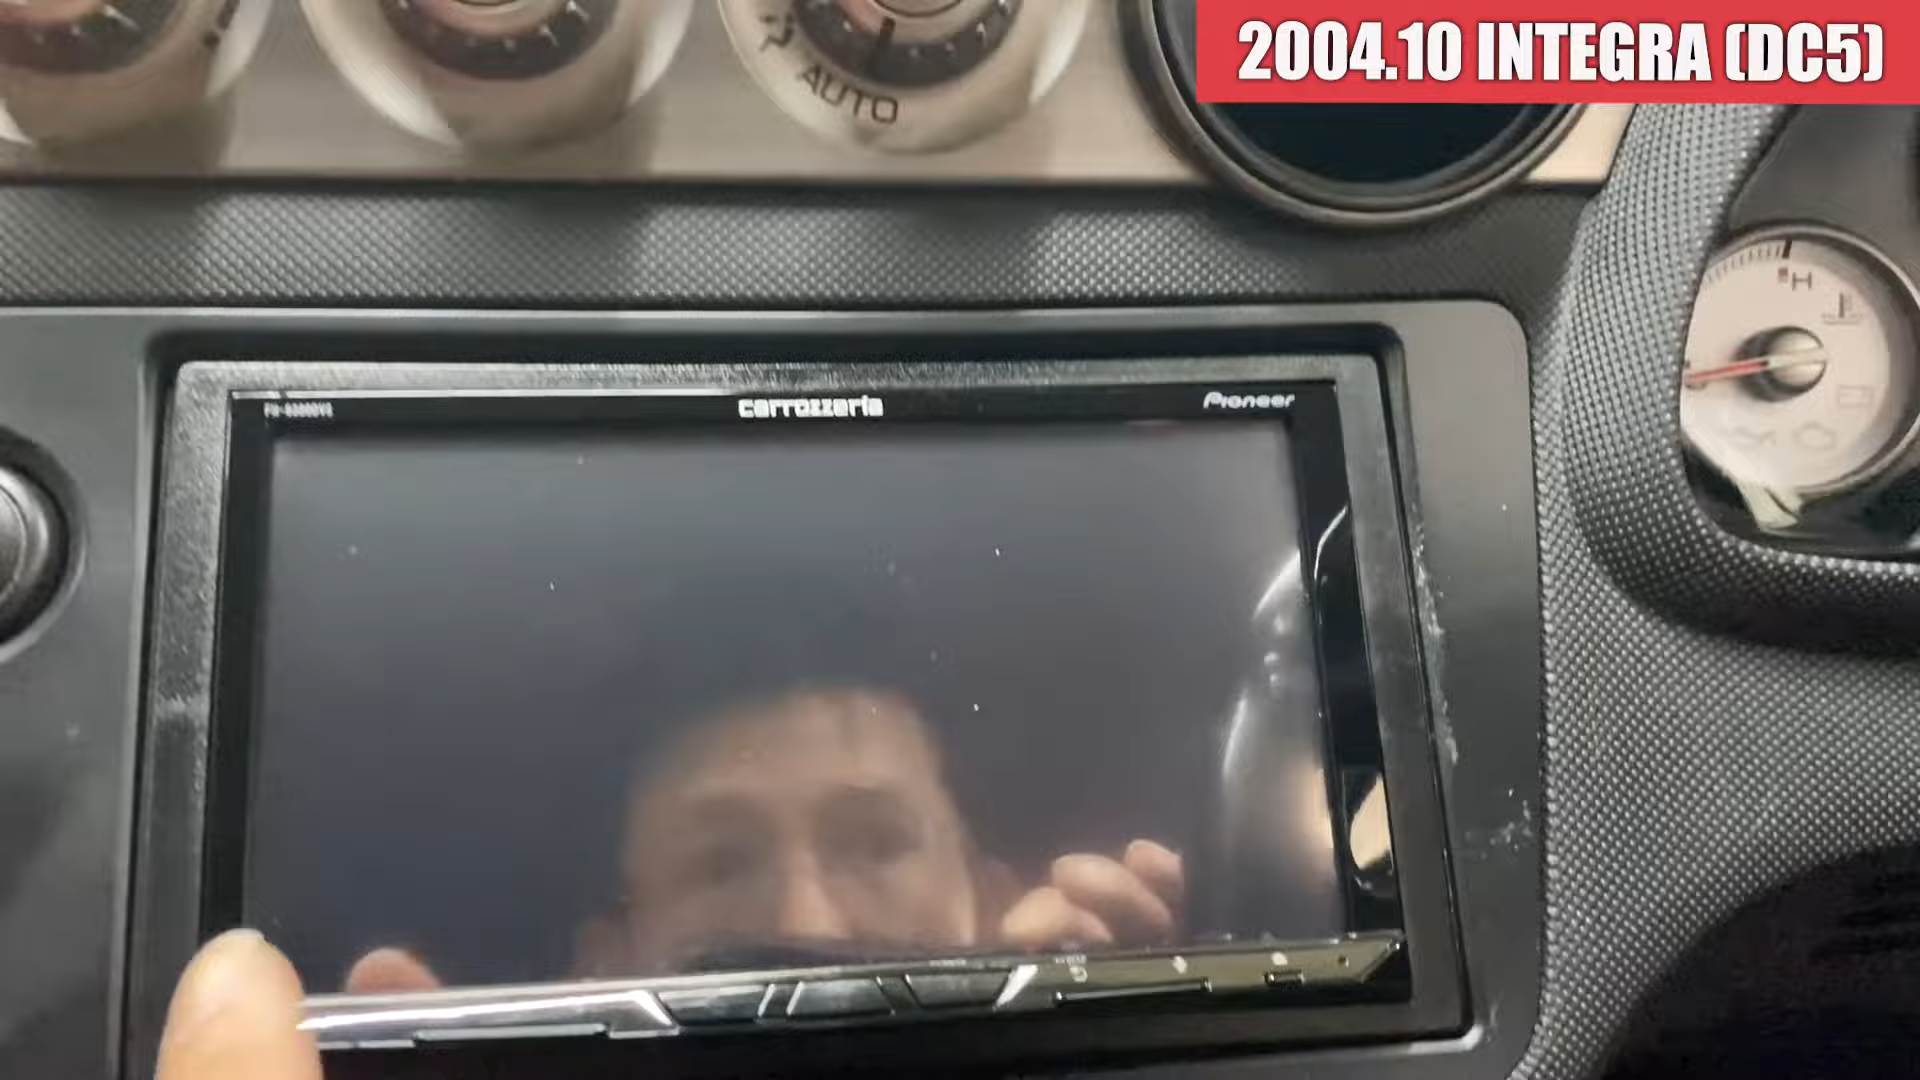 2004.10 INTEGRA (DC5)
AUTO
H
carrozzeria
Pioneer